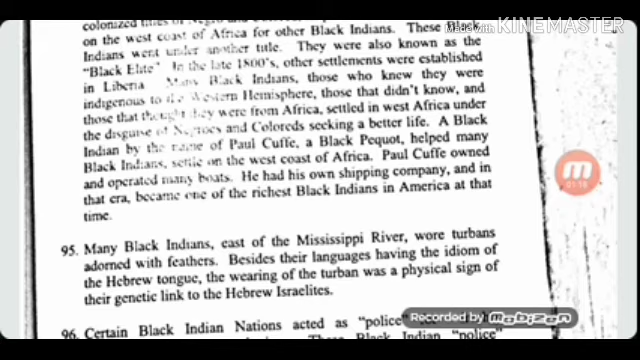 colonized titles of Negro and
on the west coast of Africa for other Black Indians. These Black
Indians went under another title. They were also known as the
"Black Elite" In the late 1800's, other settlements were established
in Liberia Many Black Indians, those who knew they were
indigenous to the Western Hemisphere, those that didn't know, and
those that thought they were from Africa, settled in west Africa under
the disguise of Negroes and Coloreds seeking a better life. A Black
Indian by the name of Paul Cuffe, a Black Pequot, helped many
Black Indians, settle on the west coast of Africa. Paul Cuffe owned
and operated many boats. He had his own shipping company, and in
that era, became one of the richest Black Indians in America at that
time.
95. Many Black Indians, east of the Mississippi River, wore turbans
adorned with feathers. Besides their languages having the idiom of
the Hebrew tongue, the wearing of the turban was a physical sign of
their genetic link to the Hebrew Israelites.
96. Certain Black Indian Nations acted as "police"
Black Indian "police"
Made with KINEMASTER
01:18
Recorded by Mobizen